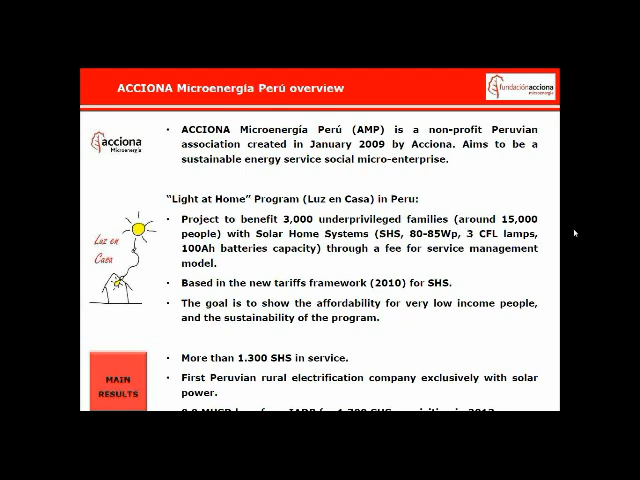 ACCIONA Microenergía Perú overview
fundaciónacciona
microenergía
acciona
Microenergía
• ACCIONA Microenergía Perú (AMP) is a non-profit Peruvian
association created in January 2009 by Acciona. Aims to be a
sustainable energy service social micro-enterprise.
“Light at Home” Program (Luz en Casa) in Peru:
• Project to benefit 3,000 underprivileged families (around 15,000
people) with Solar Home Systems (SHS, 80-85Wp, 3 CFL lamps,
100Ah batteries capacity) through a fee for service management
model.
Luz en
Casa
• Based in the new tariffs framework (2010) for SHS.
• The goal is to show the affordability for very low income people,
and the sustainability of the program.
• More than 1.300 SHS in service.
• First Peruvian rural electrification company exclusively with solar
power.
MAIN
RESULTS